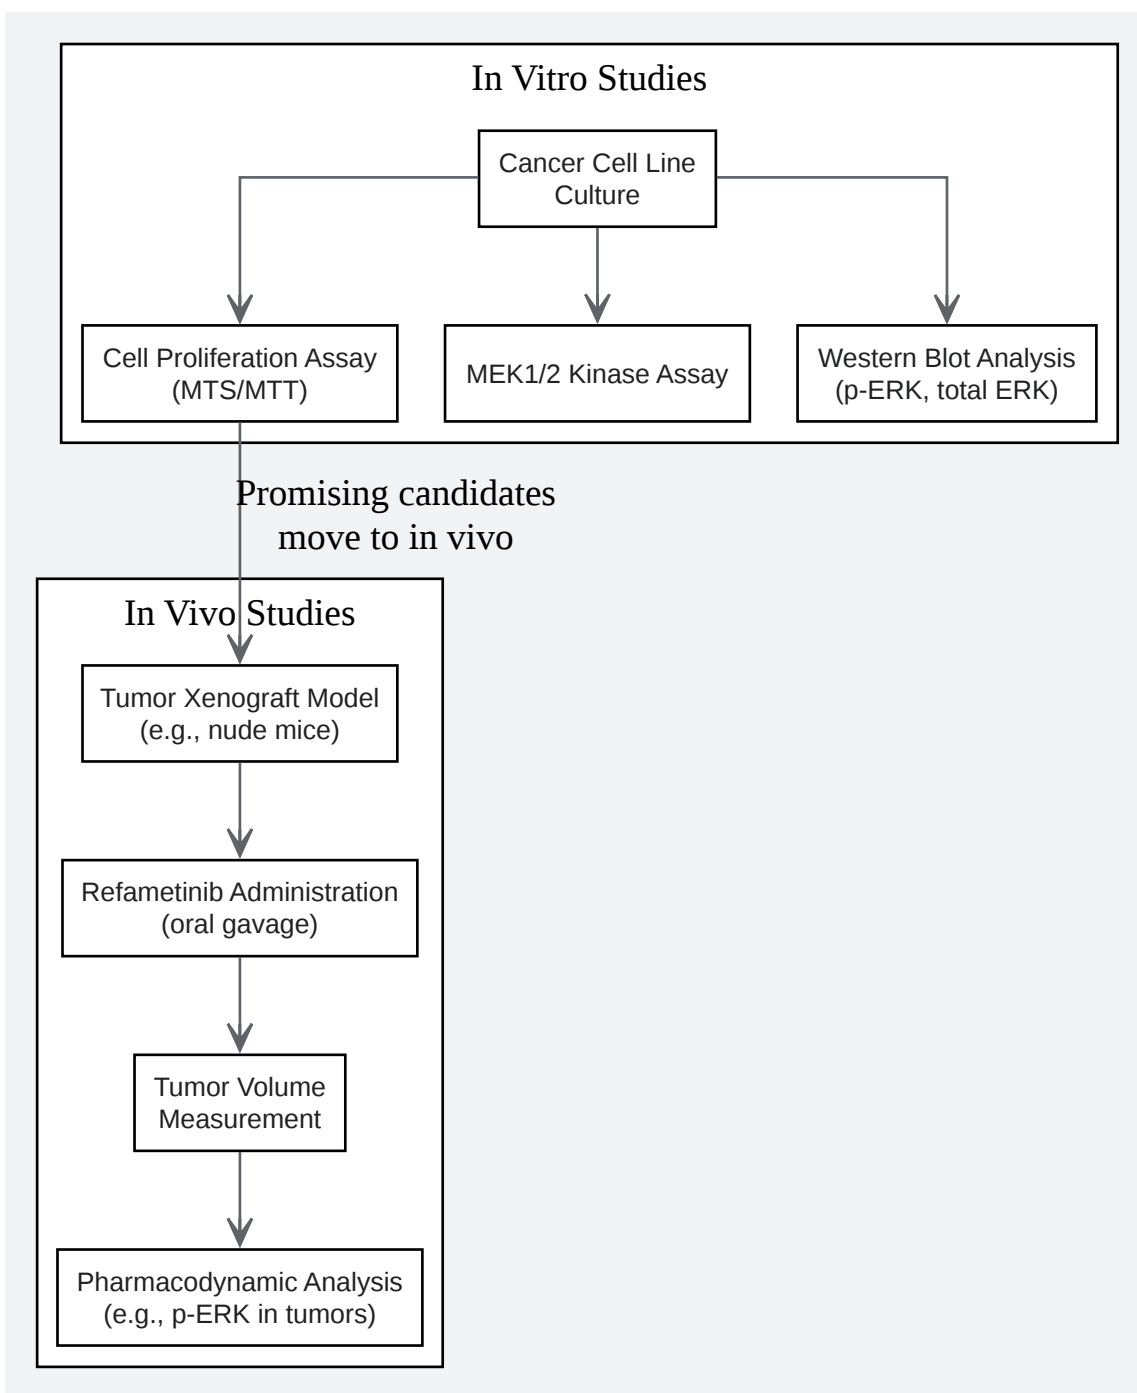 In Vitro Studies
Cancer Cell Line
Culture
Cell Proliferation Assay
(MTS/MTT)
MEK1/2 Kinase Assay
Western Blot Analysis
(p-ERK, total ERK)
Promising candidates
move to in vivo
In Vivo Studies
Tumor Xenograft Model
(e.g., nude mice)
Refametinib Administration
(oral gavage)
Tumor Volume
Measurement
Pharmacodynamic Analysis
(e.g., p-ERK in tumors)